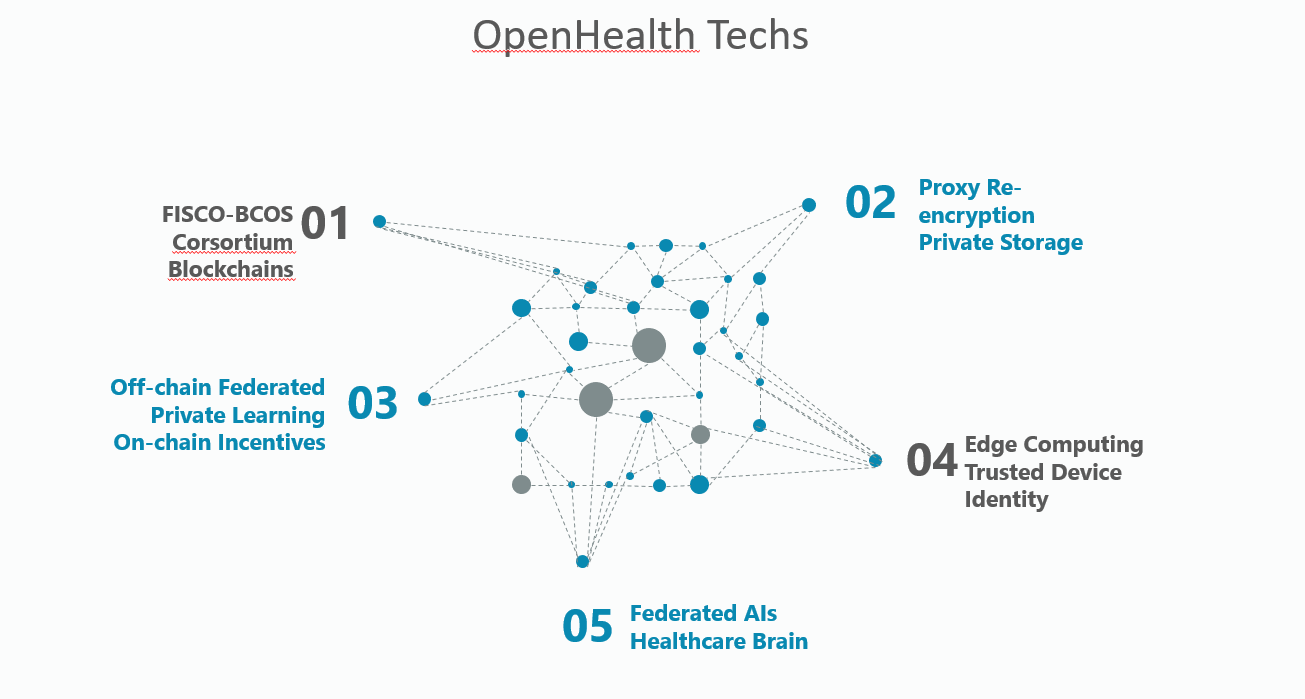 OpenHealth Techs
FISCO-BCOS
Corsortium
Blockchains
01
02
Proxy Re-
encryption
Private Storage
Off-chain Federated
Private Learning
On-chain Incentives
03
04
Edge Computing
Trusted Device
Identity
05
Federated AIs
Healthcare Brain